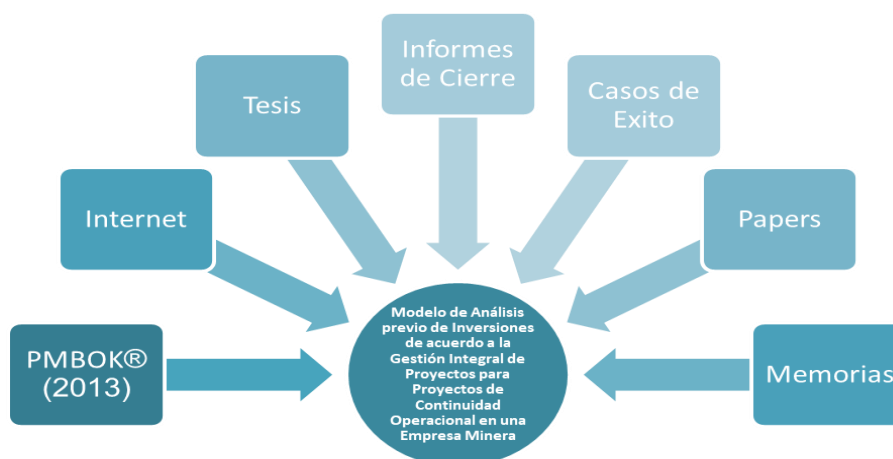 Informes
de Cierre
Tesis
Casos de
Exito
Internet
Papers
PMBOK®
(2013)
Modelo de Análisis
previo de Inversiones
de acuerdo a la
Gestión Integral de
Proyectos para
Proyectos de
Continuidad
Operacional en una
Empresa Minera
Memorias